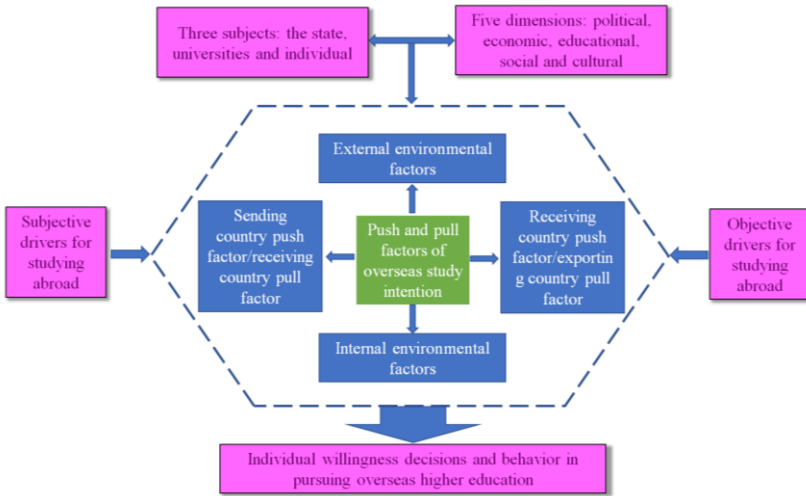 Three subjects: the state,
universities and individual
Five dimensions: political,
economic, educational,
social and cultural
External environmental
factors
Subjective
drivers for
studying
abroad
Sending
country push
factor/receiving
country pull
factor
Push and pull
factors of
overseas study
intention
Receiving
country push
factor/exportin
g country pull
factor
Objective
drivers for
studying
abroad
Internal environmental
factors
Individual willingness decisions and behavior in
pursuing overseas higher education